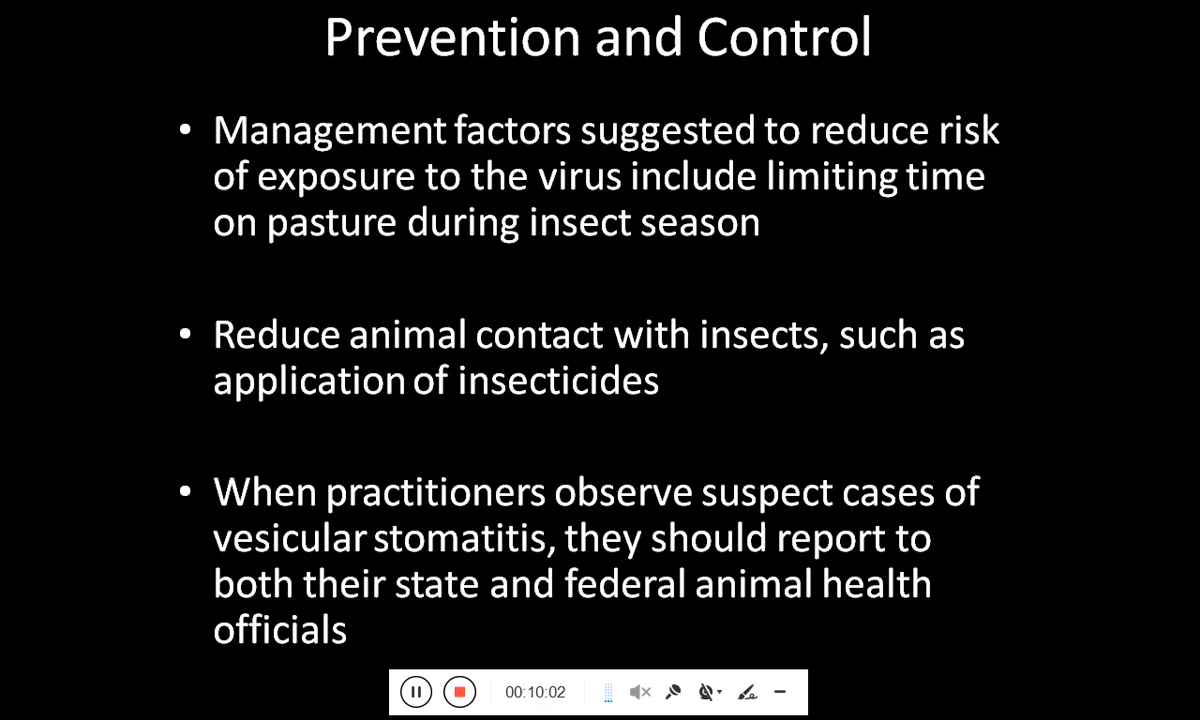 Prevention and Control
• Management factors suggested to reduce risk
of exposure to the virus include limiting time
on pasture during insect season
• Reduce animal contact with insects, such as
application of insecticides
• When practitioners observe suspect cases of
vesicular stomatitis, they should report to
both their state and federal animal health
officials
00:10:02